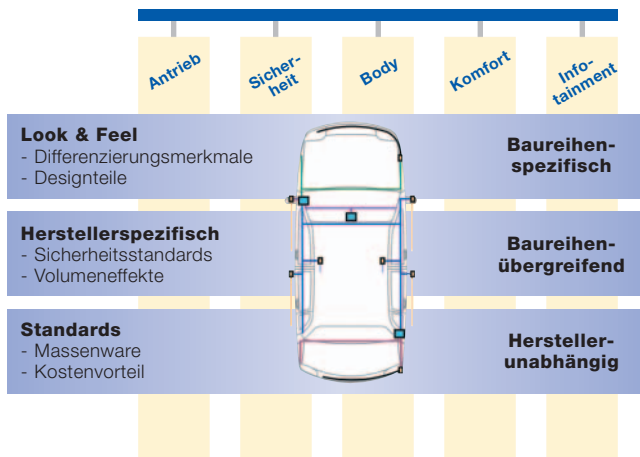 Antrieb
Sicher-
heit
Body
Komfort
Info-
tainment
Look & Feel
- Differenzierungsmerkmale
- Designteile
Baureihen-
spezifisch
Herstellerspezifisch
- Sicherheitsstandards
- Volumeneffekte
Baureihen-
übergreifend
Standards
- Massenware
- Kostenvorteil
Hersteller-
unabhängig